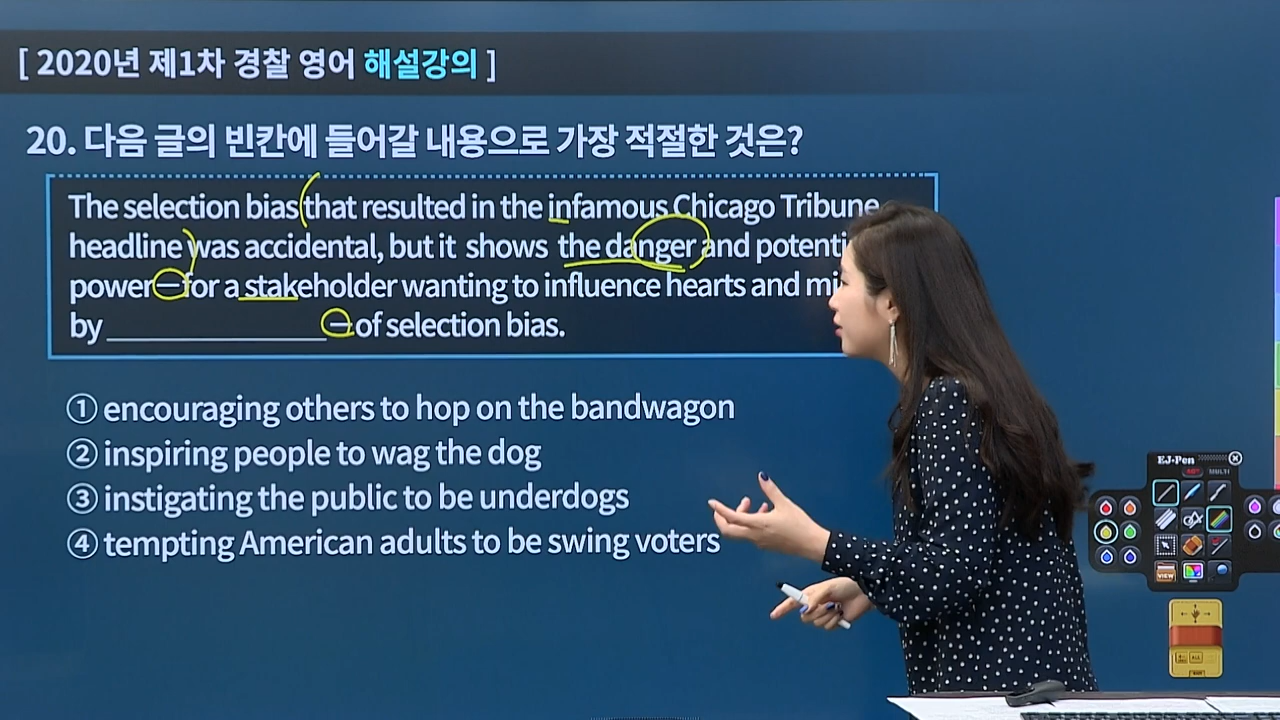 [ 2020년 제1차 경찰 영어 해설강의 ]
20. 다음 글의 빈칸에 들어갈 내용으로 가장 적절한 것은?
The selection bias that resulted in the infamous Chicago Tribune
headline was accidental, but it shows the danger and
power—for a stakeholder wanting to influence hearts and
by —of selection bias.
① encouraging others to hop on the bandwagon
② inspiring people to wag the dog
③ instigating the public to be underdogs
④ tempting American adults to be swing voters
EJ-Pen
MULTI
VIEW